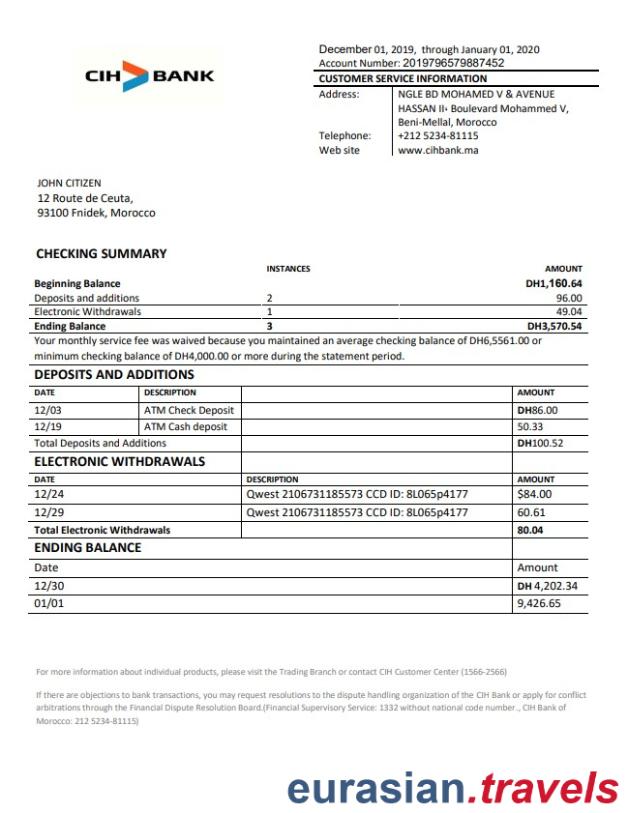 CIH BANK
December 01, 2019, through January 01, 2020
Account Number: 2019796579887452
CUSTOMER SERVICE INFORMATION
Address: NGLE BD MOHAMED V & AVENUE
HASSAN II، Boulevard Mohammed V,
Beni-Mellal, Morocco
Telephone: +212 5234-81115
Web site www.cihbank.ma
JOHN CITIZEN
12 Route de Ceuta,
93100 Fnidek, Morocco
CHECKING SUMMARY
INSTANCES AMOUNT
Beginning Balance DH1,160.64
Deposits and additions 2 96.00
Electronic Withdrawals 1 49.04
Ending Balance 3 DH3,570.54
Your monthly service fee was waived because you maintained an average checking balance of DH6,5561.00 or
minimum checking balance of DH4,000.00 or more during the statement period.
DEPOSITS AND ADDITIONS
DATE DESCRIPTION AMOUNT
12/03 ATM Check Deposit DH86.00
12/19 ATM Cash deposit 50.33
Total Deposits and Additions DH100.52
ELECTRONIC WITHDRAWALS
DATE DESCRIPTION AMOUNT
12/24 Qwest 2106731185573 CCD ID: 8L065p4177 $84.00
12/29 Qwest 2106731185573 CCD ID: 8L065p4177 60.61
Total Electronic Withdrawals 80.04
ENDING BALANCE
Date Amount
12/30 DH 4,202.34
01/01 9,426.65
For more information about individual products, please visit the Trading Branch or contact CIH Customer Center (1566-2566)
If there are objections to bank transactions, you may request resolutions to the dispute handling organization of the CIH Bank or apply for conflict
arbitrations through the Financial Dispute Resolution Board.(Financial Supervisory Service: 1332 without national code number., CIH Bank of
Morocco: 212 5234-81115)
eurasian.travels